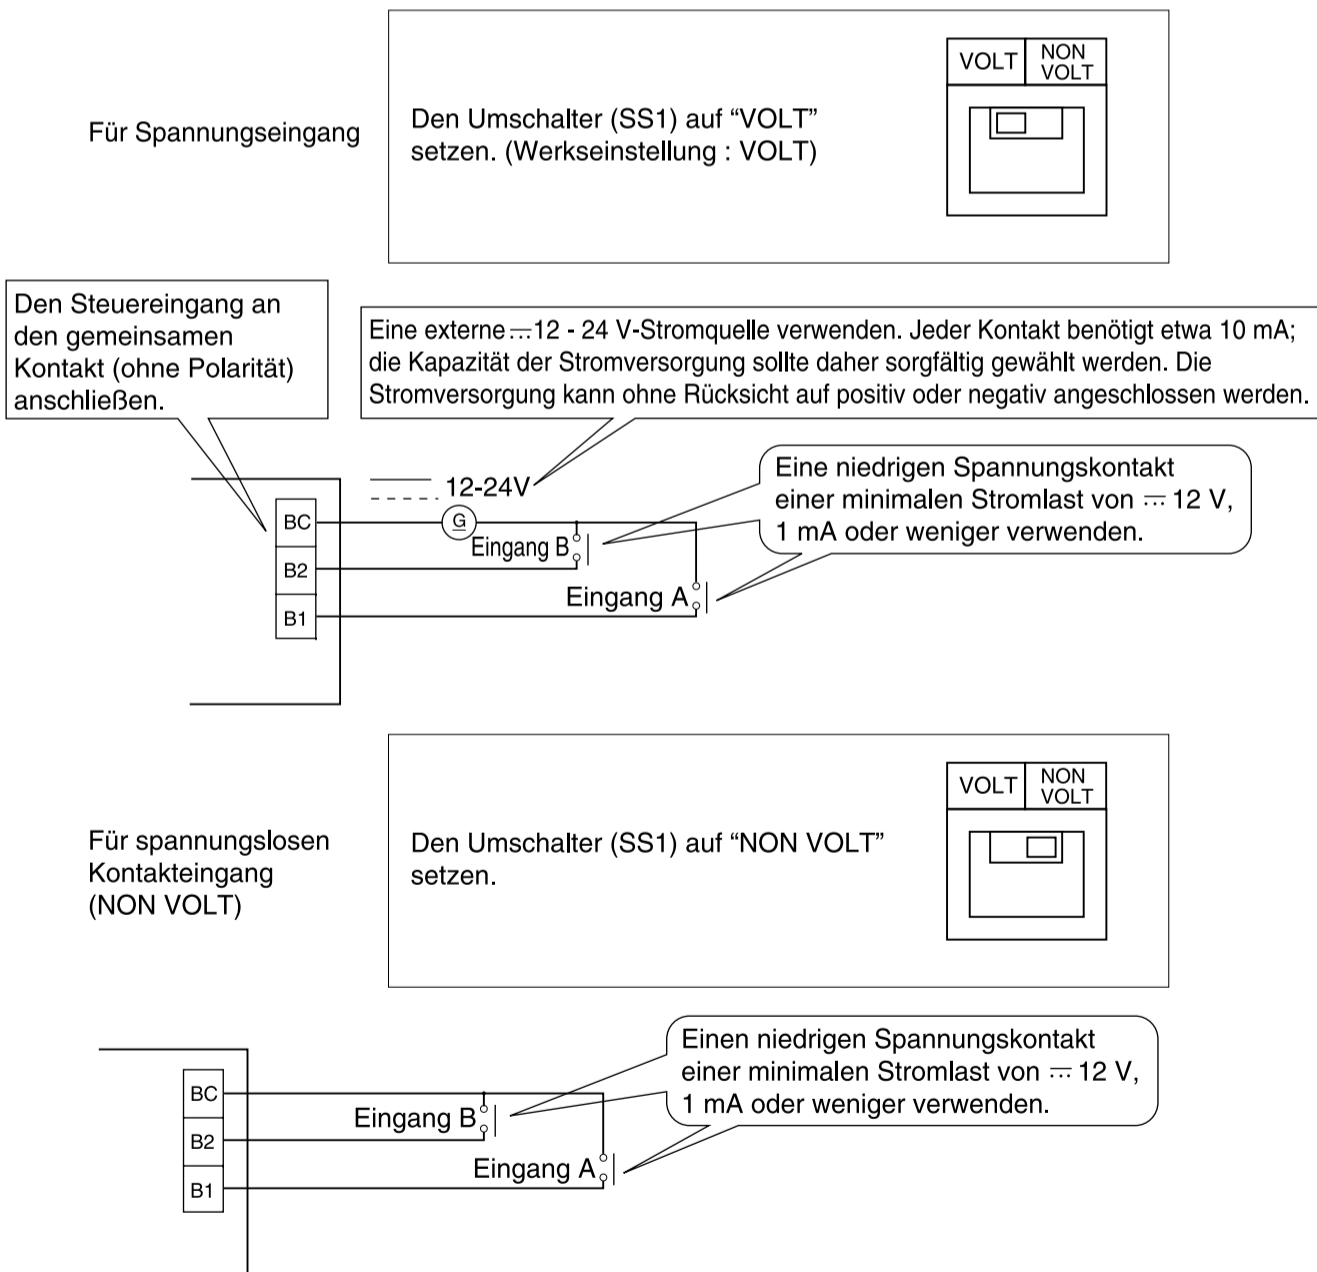 VOLT
NON
VOLT
Für Spannungseingang
Den Umschalter (SS1) auf “VOLT”
setzen. (Werkseinstellung : VOLT)
Den Steuereingang an
den gemeinsamen
Kontakt (ohne Polarität)
anschließen.
Eine externe ⎓12 - 24 V-Stromquelle verwenden. Jeder Kontakt benötigt etwa 10 mA;
die Kapazität der Stromversorgung sollte daher sorgfältig gewählt werden. Die
Stromversorgung kann ohne Rücksicht auf positiv oder negativ angeschlossen werden.
⎓ 12-24V
Eine niedrigen Spannungskontakt
einer minimalen Stromlast von ⎓ 12 V,
1 mA oder weniger verwenden.
BC
G
Eingang B
B2
Eingang A
B1
VOLT
NON
VOLT
Für spannungslosen
Kontakteingang
(NON VOLT)
Den Umschalter (SS1) auf “NON VOLT”
setzen.
Einen niedrigen Spannungskontakt
einer minimalen Stromlast von ⎓ 12 V,
1 mA oder weniger verwenden.
BC
Eingang B
B2
Eingang A
B1